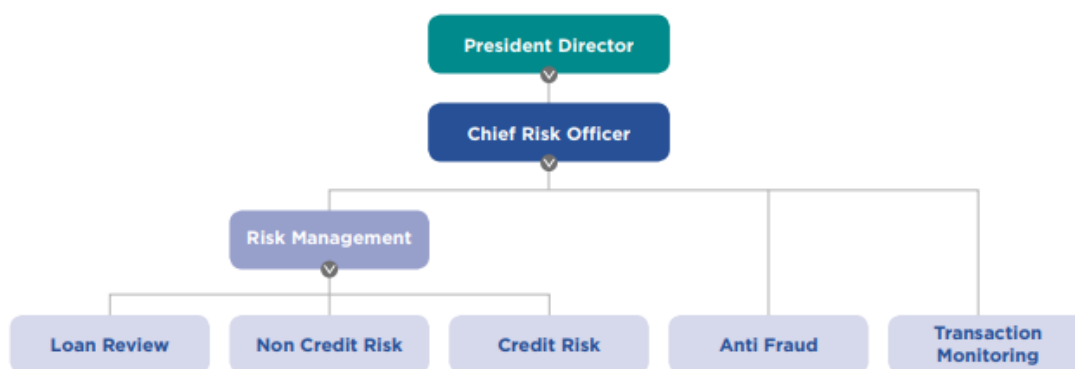 President Director
Chief Risk Officer
Risk Management
Loan Review
Non Credit Risk
Credit Risk
Anti Fraud
Transaction
Monitoring